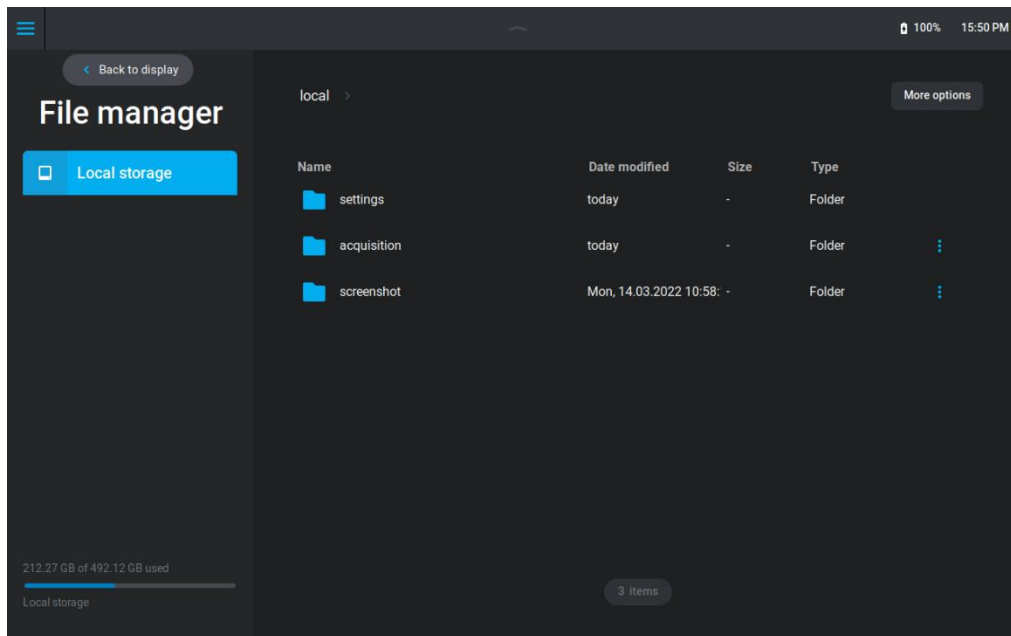 100% 15:50 PM
Back to display
File manager
Local storage
212.27 GB of 492.12 GB used
Local storage
local >
More options
Name Date modified Size Type
settings today - Folder
acquisition today - Folder
screenshot Mon, 14.03.2022 10:58: - Folder
3 items